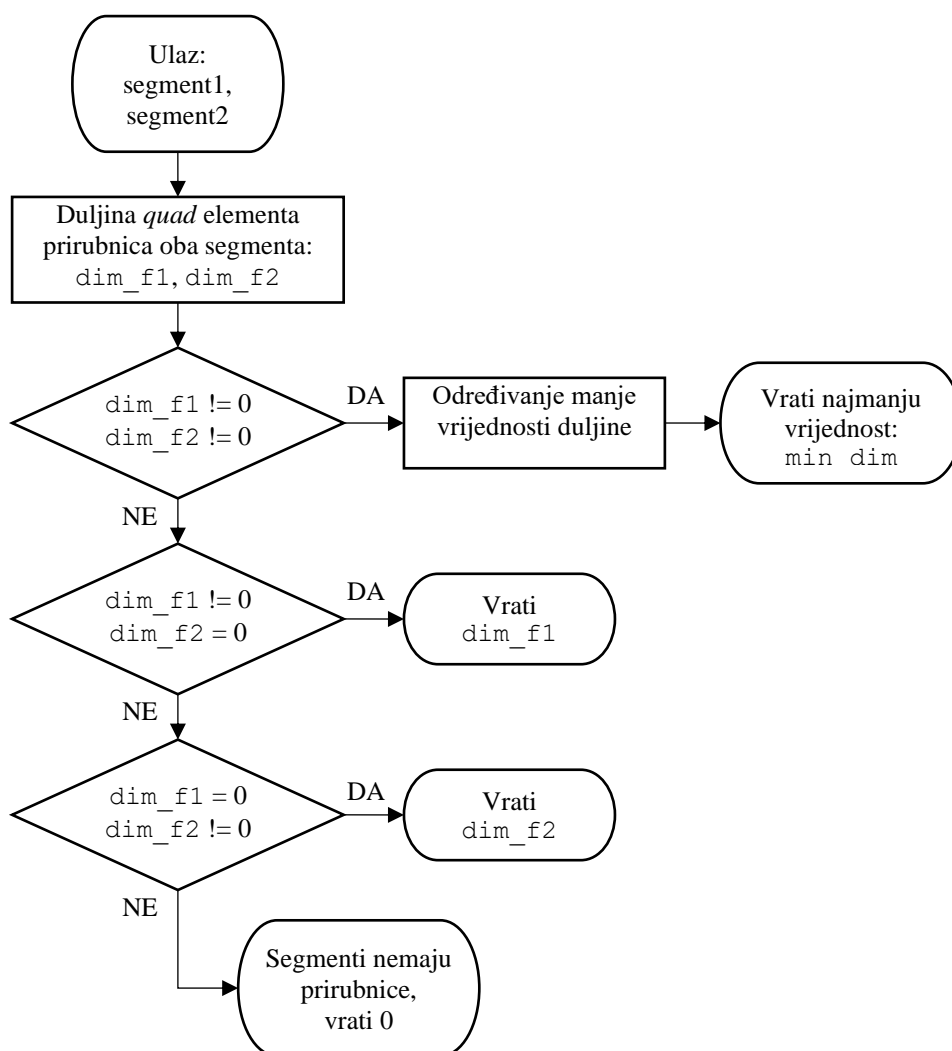 Ulaz:
segment1,
segment2
Duljina quad elementa
prirubnica oba segmenta:
dim_f1, dim_f2
dim_f1 != 0
dim_f2 != 0
DA
Određivanje manje
vrijednosti duljine
Vrati najmanju
vrijednost:
min dim
NE
dim_f1 != 0
dim_f2 = 0
DA
Vrati
dim_f1
NE
dim_f1 = 0
dim_f2 != 0
DA
Vrati
dim_f2
NE
Segmenti nemaju
prirubnice,
vrati 0